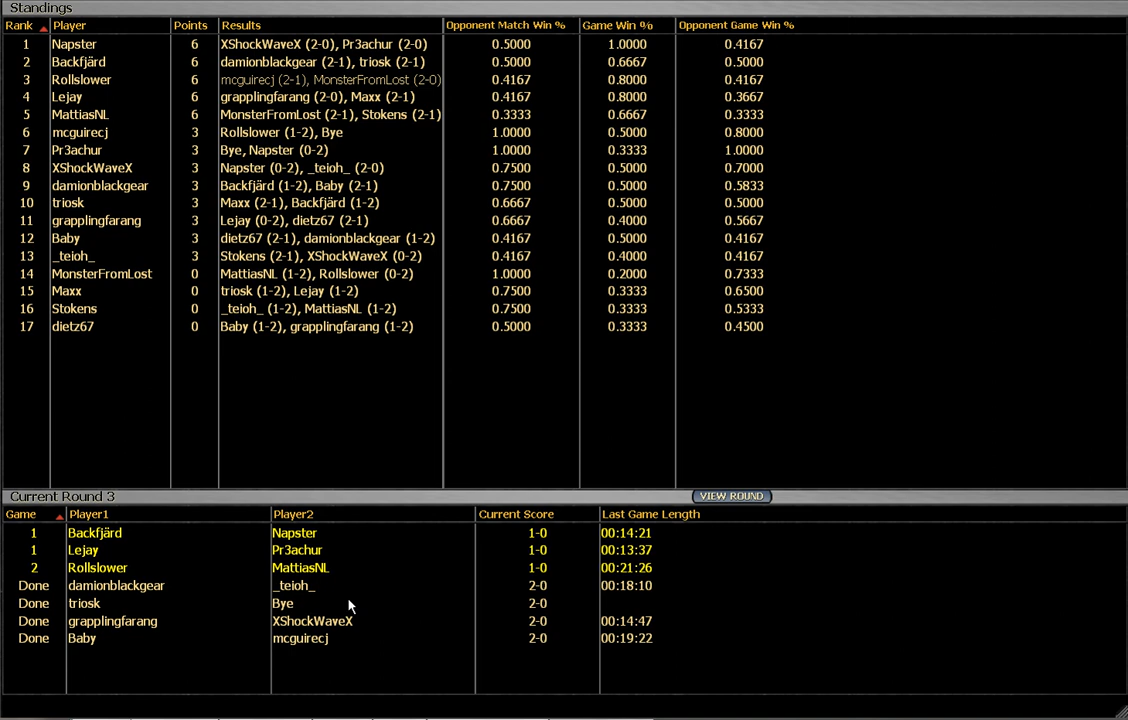 Standings
Rank Player Points Results Opponent Match Win % Game Win % Opponent Game Win %
1 Napster 6 XShockWaveX (2-0), Pr3achur (2-0) 0.5000 1.0000 0.4167
2 Backfjärd 6 damionblackgear (2-1), triosk (2-1) 0.5000 0.6667 0.5000
3 Rollslower 6 mcguirecj (2-1), MonsterFromLost (2-0) 0.4167 0.8000 0.4167
4 Lejay 6 grapplingfarang (2-0), Maxx (2-1) 0.4167 0.8000 0.3667
5 MattiasNL 6 MonsterFromLost (2-1), Stokens (2-1) 0.3333 0.6667 0.3333
6 mcguirecj 3 Rollslower (1-2), Bye 1.0000 0.5000 0.8000
7 Pr3achur 3 Bye, Napster (0-2) 1.0000 0.3333 1.0000
8 XShockWaveX 3 Napster (0-2), _teioh_ (2-0) 0.7500 0.5000 0.7000
9 damionblackgear 3 Backfjärd (1-2), Baby (2-1) 0.7500 0.5000 0.5833
10 triosk 3 Maxx (2-1), Backfjärd (1-2) 0.6667 0.5000 0.5000
11 grapplingfarang 3 Lejay (0-2), dietz67 (2-1) 0.6667 0.4000 0.5667
12 Baby 3 dietz67 (2-1), damionblackgear (1-2) 0.4167 0.5000 0.4167
13 _teioh_ 3 Stokens (2-1), XShockWaveX (0-2) 0.4167 0.4000 0.4167
14 MonsterFromLost 0 MattiasNL (1-2), Rollslower (0-2) 1.0000 0.2000 0.7333
15 Maxx 0 triosk (1-2), Lejay (1-2) 0.7500 0.3333 0.6500
16 Stokens 0 _teioh_ (1-2), MattiasNL (1-2) 0.7500 0.3333 0.5333
17 dietz67 0 Baby (1-2), grapplingfarang (1-2) 0.5000 0.3333 0.4500
Current Round 3 VIEW ROUND
Game Player1 Player2 Current Score Last Game Length
1 Backfjärd Napster 1-0 00:14:21
1 Lejay Pr3achur 1-0 00:13:37
2 Rollslower MattiasNL 1-0 00:21:26
Done damionblackgear _teioh_ 2-0 00:18:10
Done triosk Bye 2-0
Done grapplingfarang XShockWaveX 2-0 00:14:47
Done Baby mcguirecj 2-0 00:19:22